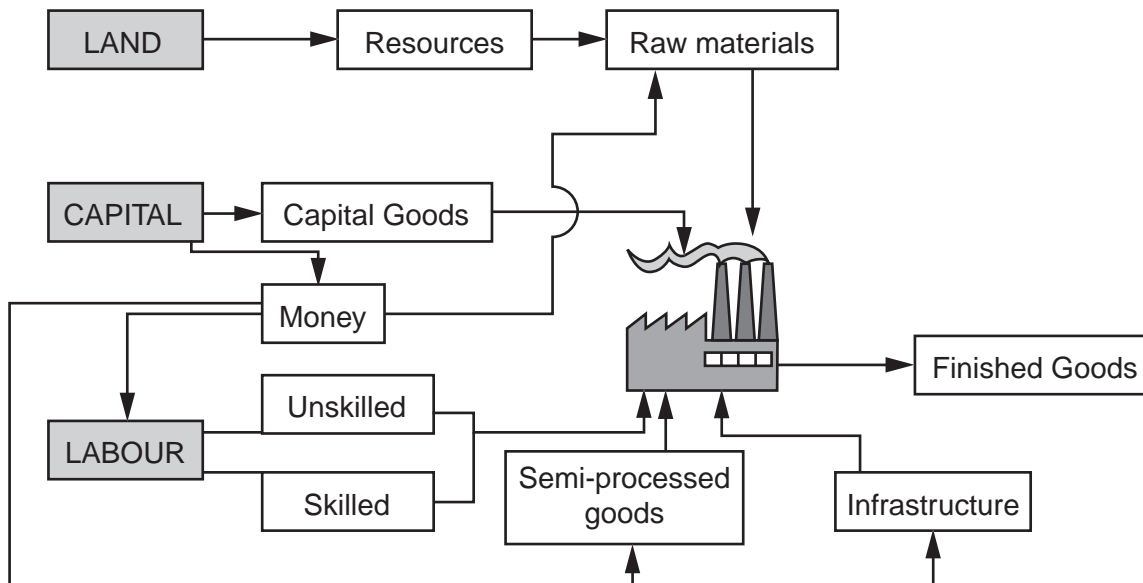 LAND
Resources
Raw materials
CAPITAL
Capital Goods
Money
Finished Goods
Unskilled
LABOUR
Skilled
Semi-processed
goods
Infrastructure